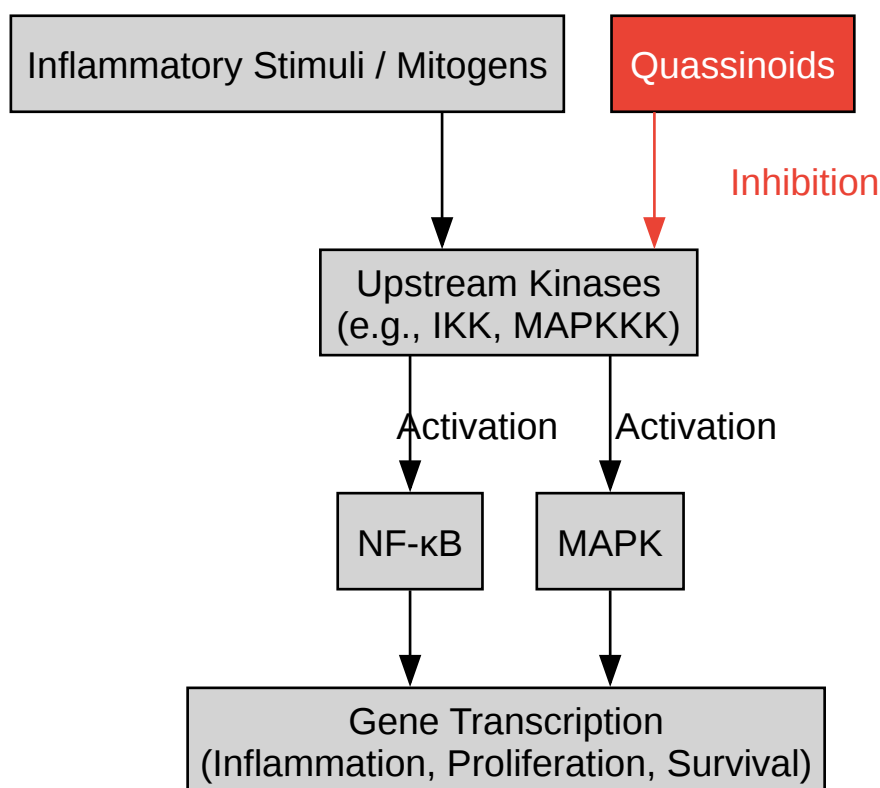 Inflammatory Stimuli / Mitogens
Quassinoids
Inhibition
Upstream Kinases
(e.g., IKK, MAPKKK)
Activation
Activation
NF-κB
MAPK
Gene Transcription
(Inflammation, Proliferation, Survival)